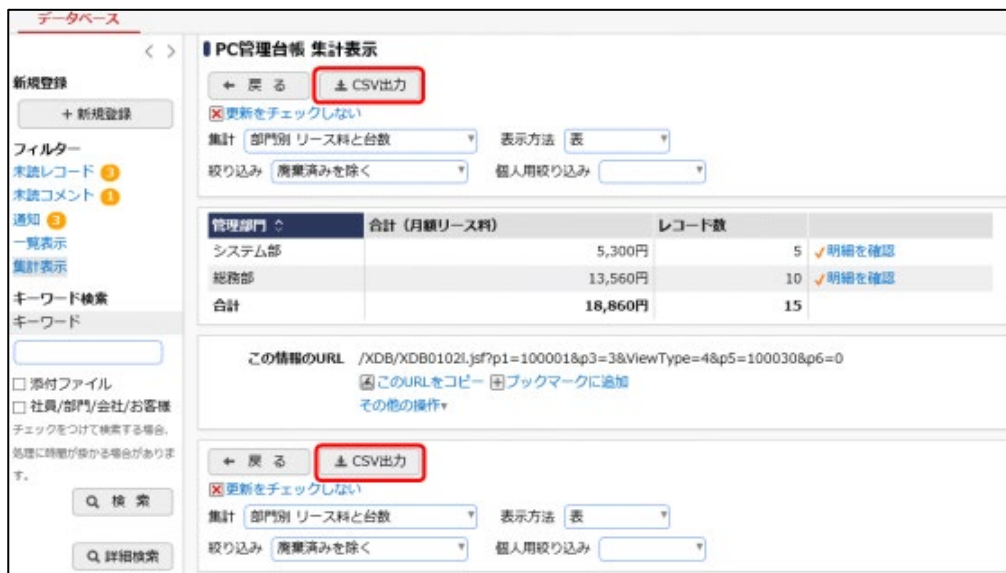 データベース
新規登録
+ 新規登録
フィルター
未読レコード 3
未読コメント 1
通知 3
一覧表示
集計表示
キーワード検索
キーワード
添付ファイル
社員/部門/会社/お客様
チェックをつけて検索する場合、
処理に時間が掛かる場合がありま
す。
検 索
詳細検索
PC管理台帳 集計表示
← 戻 る CSV出力
更新をチェックしない
集計 部門別 リース料と台数 表示方法 表
絞り込み 廃棄済みを除く 個人用絞り込み
管理部門 合計（月額リース料） レコード数
システム部 5,300円 5 明細を確認
総務部 13,560円 10 明細を確認
合計 18,860円 15
この情報のURL /XDB/XDB0102l.jsf?p1=100001&p3=3&ViewType=4&p5=100030&p6=0
このURLをコピー ブックマークに追加
その他の操作▾
← 戻 る CSV出力
更新をチェックしない
集計 部門別 リース料と台数 表示方法 表
絞り込み 廃棄済みを除く 個人用絞り込み